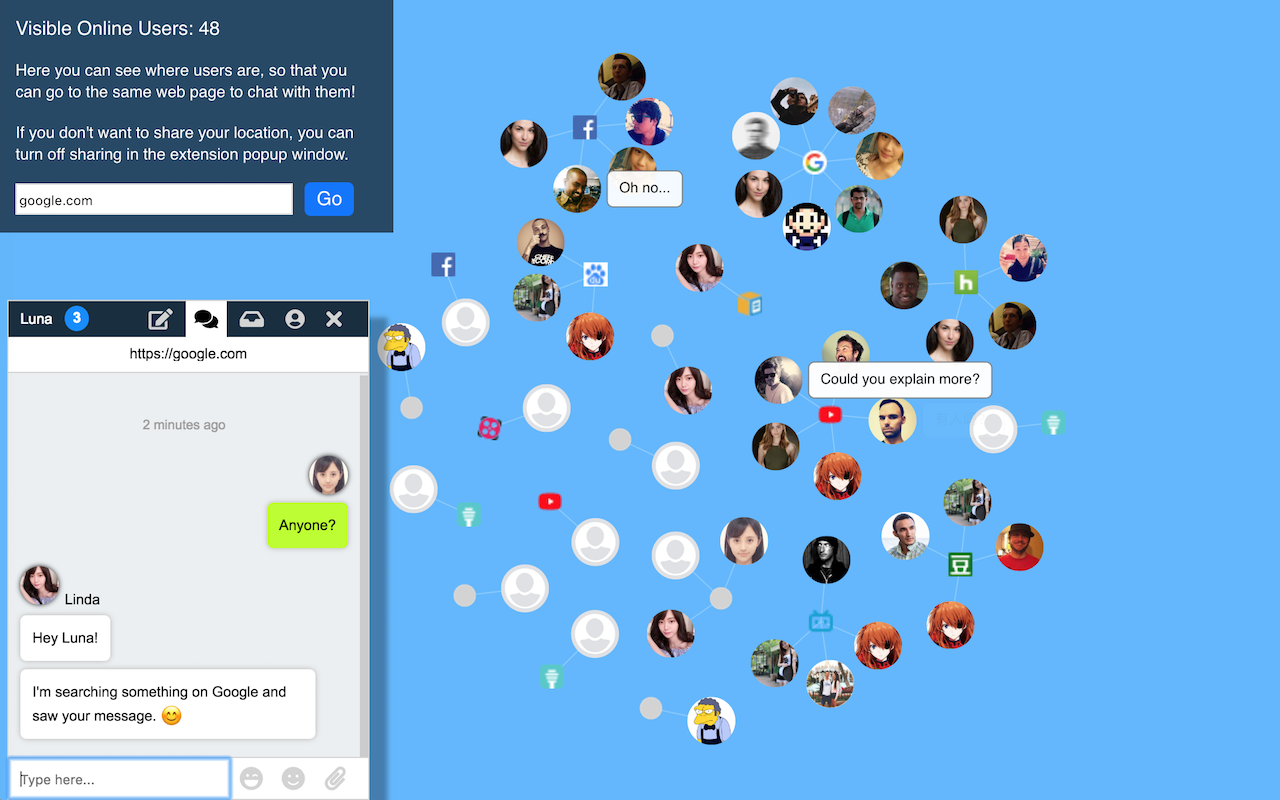 Visible Online Users: 48
Here you can see where users are, so that you
can go to the same web page to chat with them!
If you don't want to share your location, you can
turn off sharing in the extension popup window.
google.com
Go
Oh no...
Could you explain more?
Luna 3
https://google.com
2 minutes ago
Anyone?
Linda
Hey Luna!
I'm searching something on Google and
saw your message. 😊
Type here...